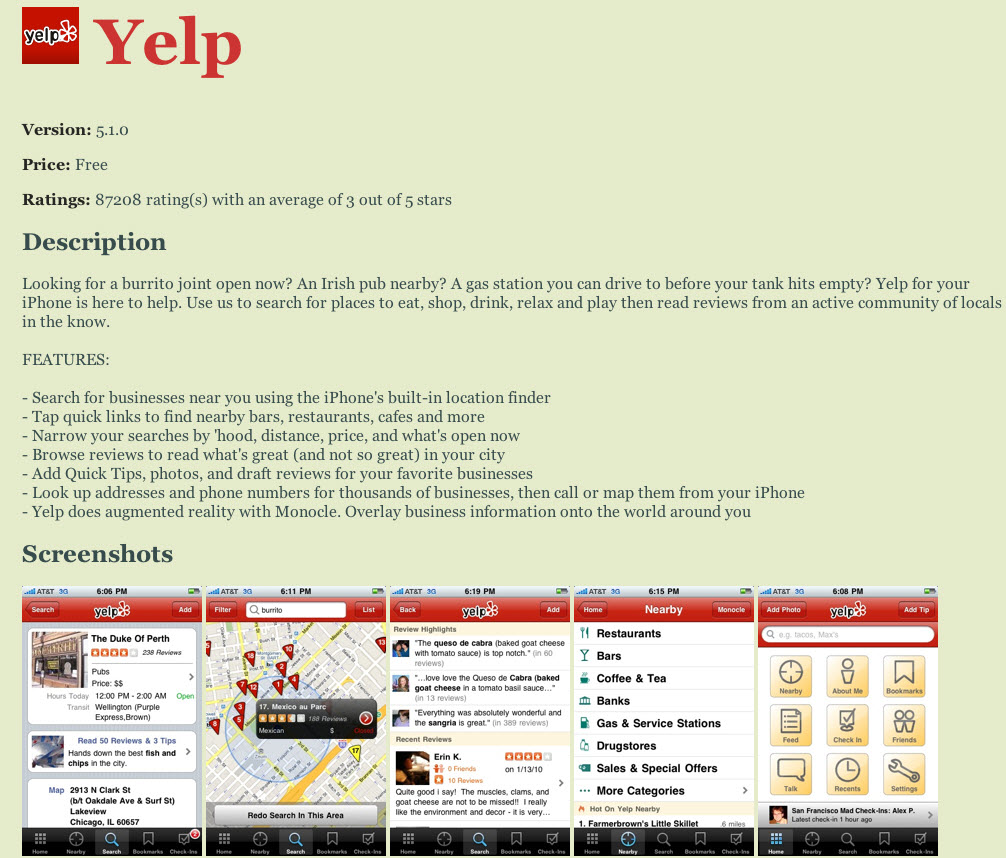 yelp Yelp
Version: 5.1.0
Price: Free
Ratings: 87208 rating(s) with an average of 3 out of 5 stars
Description
Looking for a burrito joint open now? An Irish pub nearby? A gas station you can drive to before your tank hits empty? Yelp for your
iPhone is here to help. Use us to search for places to eat, shop, drink, relax and play then read reviews from an active community of locals
in the know.
FEATURES:
- Search for businesses near you using the iPhone's built-in location finder
- Tap quick links to find nearby bars, restaurants, cafes and more
- Narrow your searches by 'hood, distance, price, and what's open now
- Browse reviews to read what's great (and not so great) in your city
- Add Quick Tips, photos, and draft reviews for your favorite businesses
- Look up addresses and phone numbers for thousands of businesses, then call or map them from your iPhone
- Yelp does augmented reality with Monocle. Overlay business information onto the world around you
Screenshots
AT&T 3G 6:06 PM
Search yelp Add
The Duke Of Perth
238 Reviews
Pubs
Price: $$
Hours Today 12:00 PM - 2:00 AM Open
Transit Wellington (Purple
Express,Brown)
Read 50 Reviews & 3 Tips
Hands down the best fish and
chips in the city.
Map 2913 N Clark St
(b/t Oakdale Ave & Surf St)
Lakeview
Chicago, IL 60657
2
Home Nearby Search Bookmarks Check-Ins
AT&T 3G 6:11 PM
Filter burrito List
18
10
13
4
2
7
12
1
3
5
8
17. Mexico au Parc
188 Reviews
Mexican $ Closed
17
Redo Search In This Area
Home Nearby Search Bookmarks Check-Ins
AT&T 3G 6:19 PM
Back yelp Add
Review Highlights
"The queso de cabra (baked goat cheese
with tomato sauce) is top notch." (in 60
reviews)
"...love love the Queso de Cabra (baked
goat cheese in a tomato basil sauce..."
(in 13 reviews)
"Everything was absolutely wonderful and
the sangria is great." (in 389 reviews)
Recent Reviews
Erin K.
0 Friends on 1/13/10
10 Reviews
Quote good i say! The muscles, clams, and
goat cheese are not to be missed!! I really
like the environment and decor - it is very...
Home Nearby Search Bookmarks Check-Ins
AT&T 3G 6:15 PM
Home Nearby Monocle
Restaurants
Bars
Coffee & Tea
Banks
Gas & Service Stations
Drugstores
Sales & Special Offers
More Categories
Hot On Yelp Nearby
1. Farmerbrown's Little Skillet .6 miles
Home Nearby Search Bookmarks Check-Ins
AT&T 3G 6:08 PM
Add Photo yelp Add Tip
e.g. tacos, Max's
Nearby About Me Bookmarks
Feed Check In Friends
Talk Recents Settings
San Francisco Mad Check-Ins: Alex P.
Latest check-in 1 hour ago
Home Nearby Search Bookmarks Check-Ins